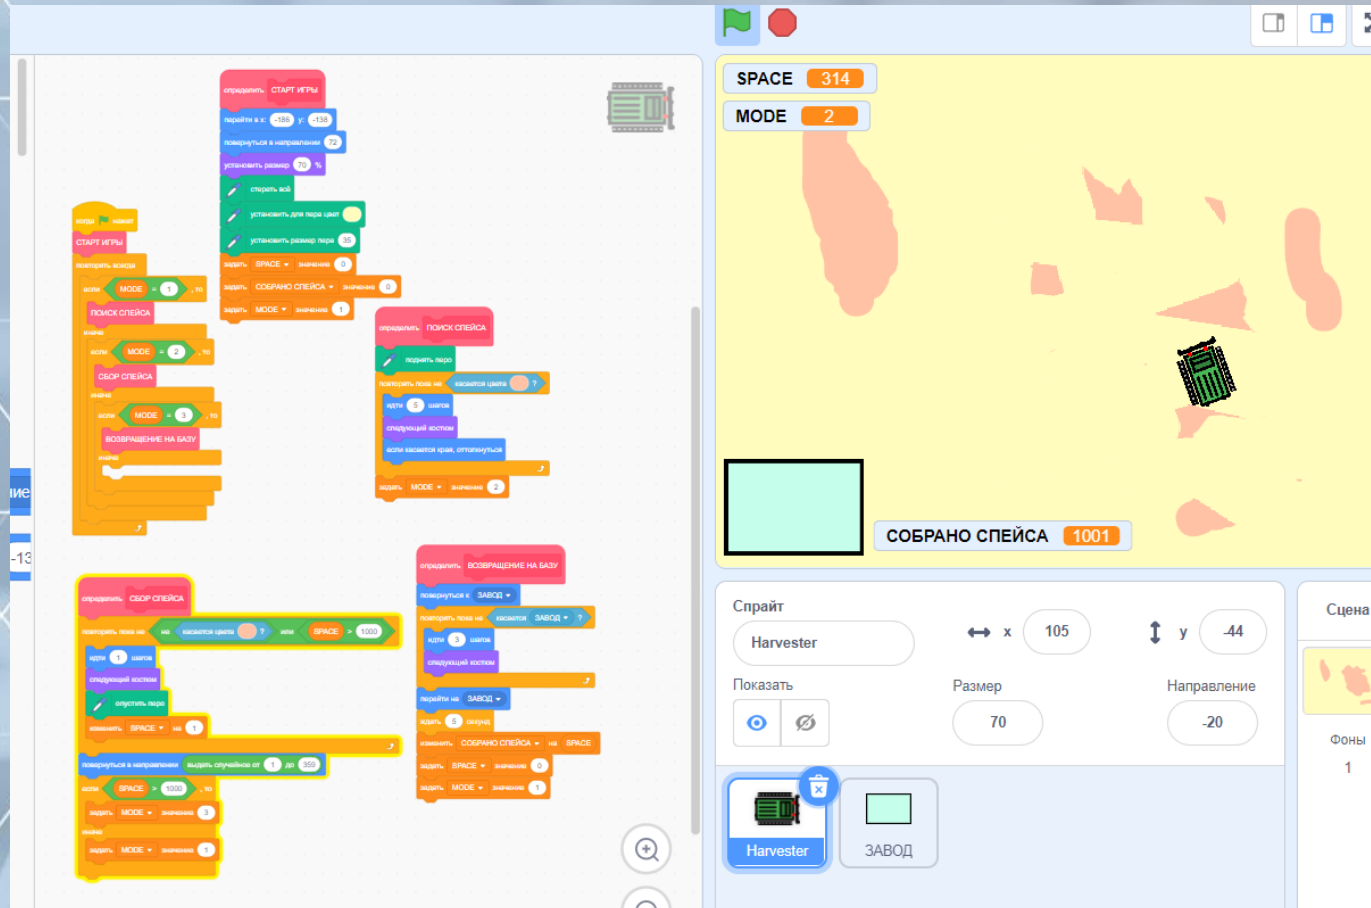 определить СТАРТ ИГРЫ
перейти в x: -186 y: -138
повернуться в направлении 72
установить размер 70 %
стереть всё
установить для пера цвет
установить размер пера 35
задать SPACE значение 0
задать СОБРАНО СПЕЙСА значение 0
задать MODE значение 1
когда нажат
СТАРТ ИГРЫ
повторять всегда
если MODE = 1 , то
ПОИСК СПЕЙСА
иначе
если MODE = 2 , то
СБОР СПЕЙСА
иначе
если MODE = 3 , то
ВОЗВРАЩЕНИЕ НА БАЗУ
иначе
определить ПОИСК СПЕЙСА
поднять перо
повторять пока не касается цвета ?
идти 5 шагов
следующий костюм
если касается края, оттолкнуться
задать MODE значение 2
ние
-13
определить СБОР СПЕЙСА
повторять пока не не касается цвета ? или SPACE > 1000
идти 1 шагов
следующий костюм
опустить перо
изменить SPACE на 1
повернуться в направлении выдать случайное от 1 до 359
если SPACE > 1000 , то
задать MODE значение 3
иначе
задать MODE значение 1
определить ВОЗВРАЩЕНИЕ НА БАЗУ
повернуться к ЗАВОД
повторять пока не касается ЗАВОД ?
идти 3 шагов
следующий костюм
перейти на ЗАВОД
ждать 5 секунд
изменить СОБРАНО СПЕЙСА на SPACE
задать SPACE значение 0
задать MODE значение 1
SPACE 314
MODE 2
СОБРАНО СПЕЙСА 1001
Спрайт
Harvester
x 105
y -44
Показать
Размер
70
Направление
-20
Harvester
ЗАВОД
Сцена
Фоны
1